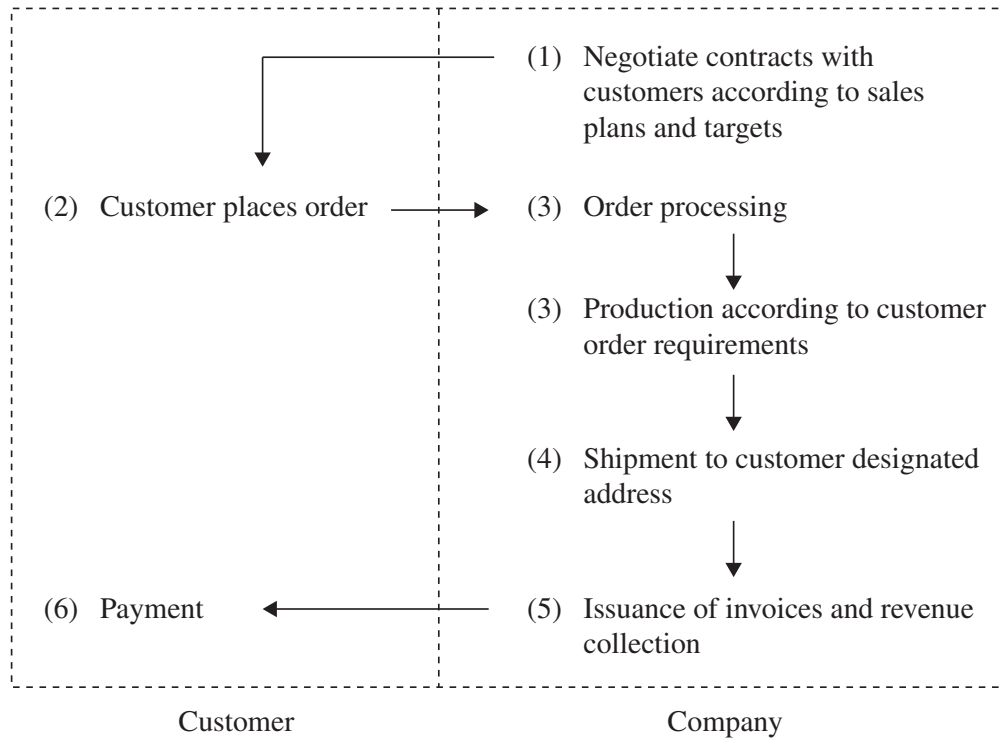 (1) Negotiate contracts with
customers according to sales
plans and targets
(2) Customer places order
(3) Order processing
(3) Production according to customer
order requirements
(4) Shipment to customer designated
address
(6) Payment
(5) Issuance of invoices and revenue
collection
Customer
Company